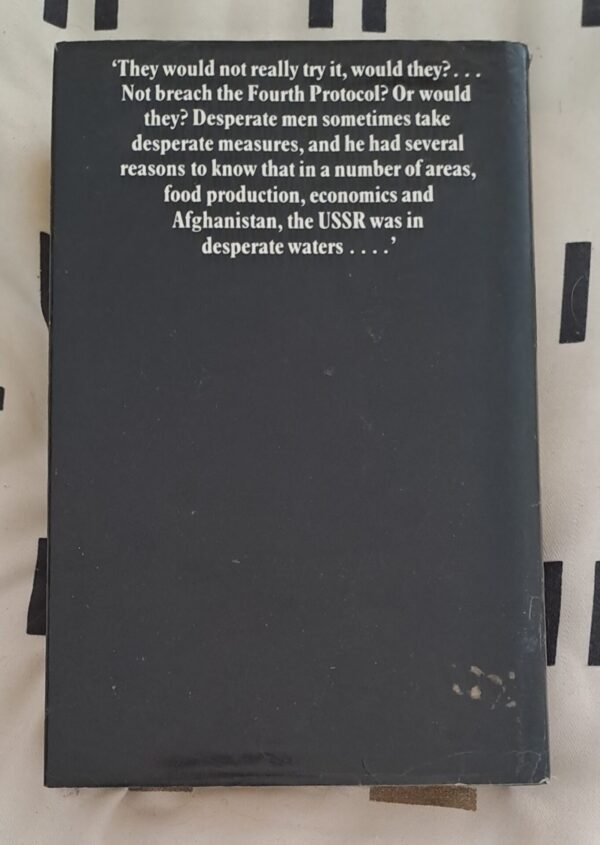 ‘They would not really try it, would they?...
Not breach the Fourth Protocol? Or would
they? Desperate men sometimes take
desperate measures, and he had several
reasons to know that in a number of areas,
food production, economics and
Afghanistan, the USSR was in
desperate waters . . . .’